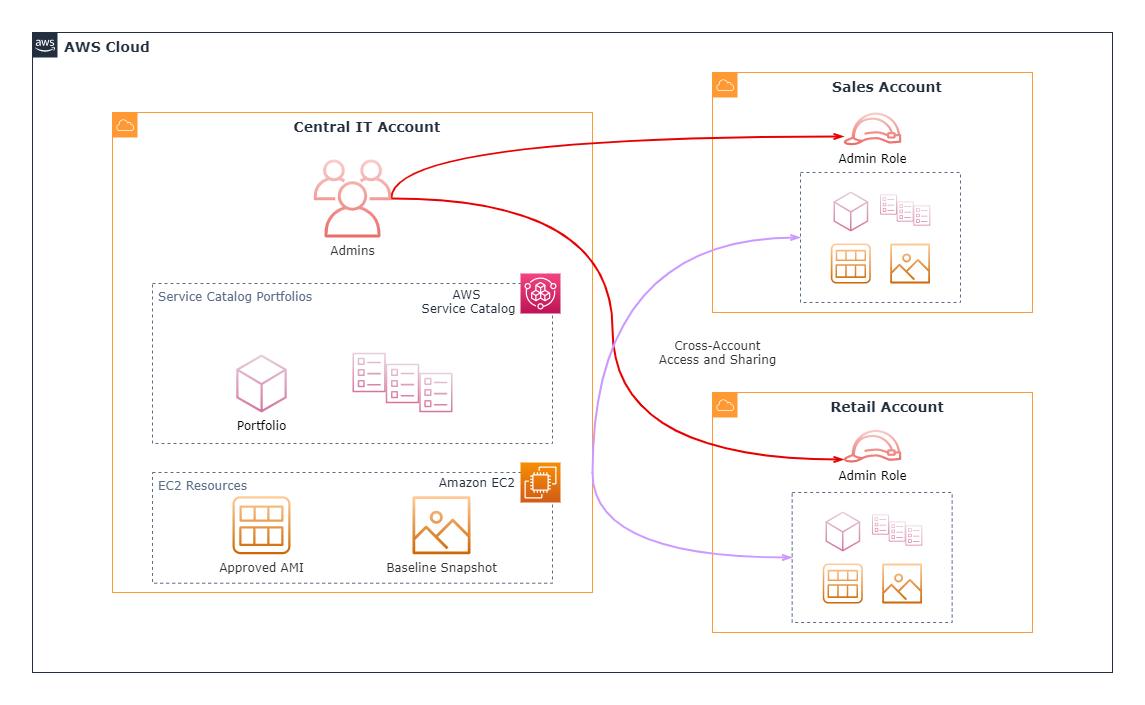 aws
AWS Cloud
Central IT Account
Admins
Service Catalog Portfolios
AWS
Service Catalog
Portfolio
EC2 Resources
Amazon EC2
Approved AMI
Baseline Snapshot
Sales Account
Admin Role
Cross-Account
Access and Sharing
Retail Account
Admin Role